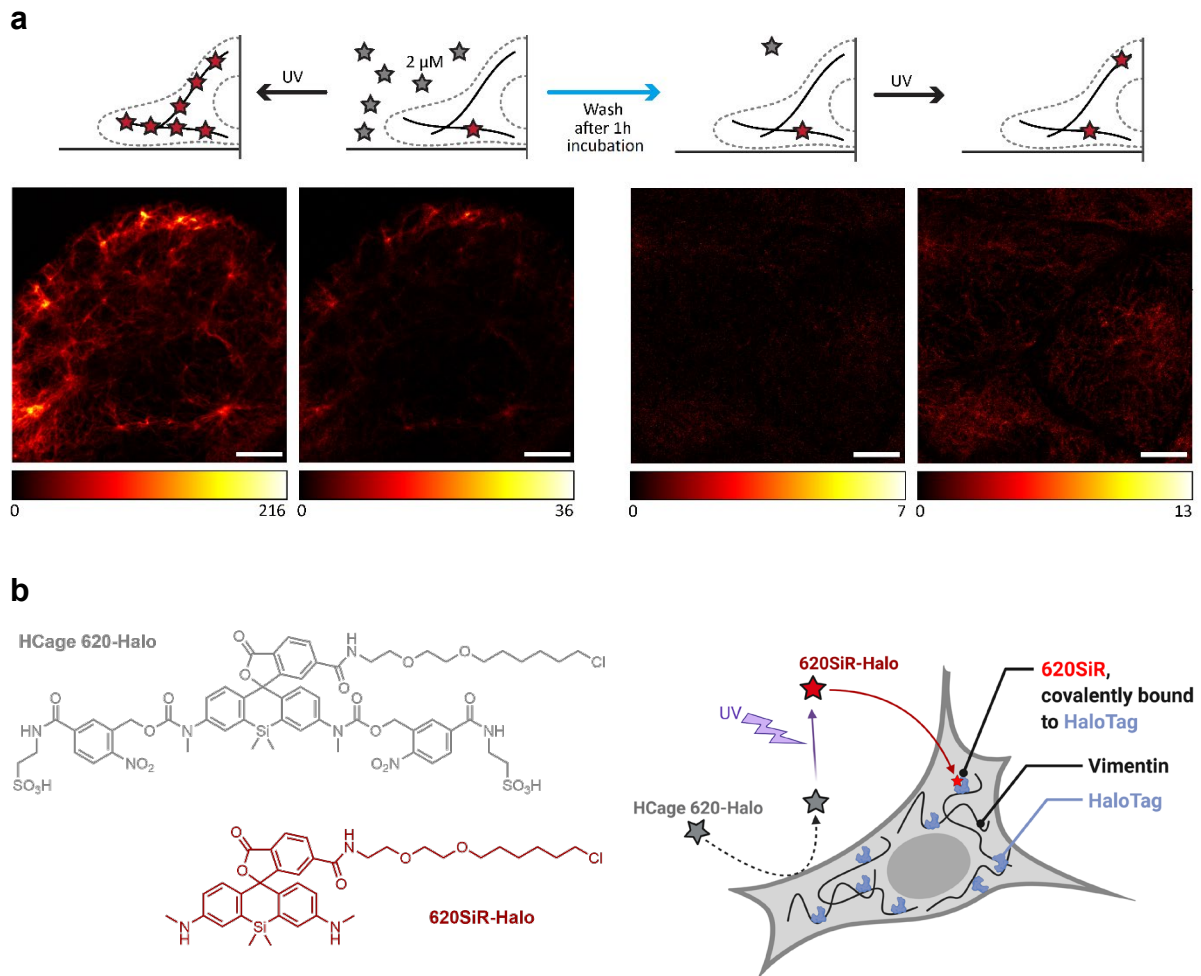 a
UV
2 µM
Wash
after 1h
incubation
UV
0 216
0 36
0 7
0 13
b
HCage 620-Halo
O
O
O
N
H
O
O
Cl
O
N
H
SO₃H
NO₂
O
O
N
Si
N
O
O
O₂N
O
NH
SO₃H
O
O
O
N
H
O
O
Cl
N
H
Si
N
H
620SiR-Halo
620SiR-Halo
UV
HCage 620-Halo
620SiR,
covalently bound
to HaloTag
Vimentin
HaloTag